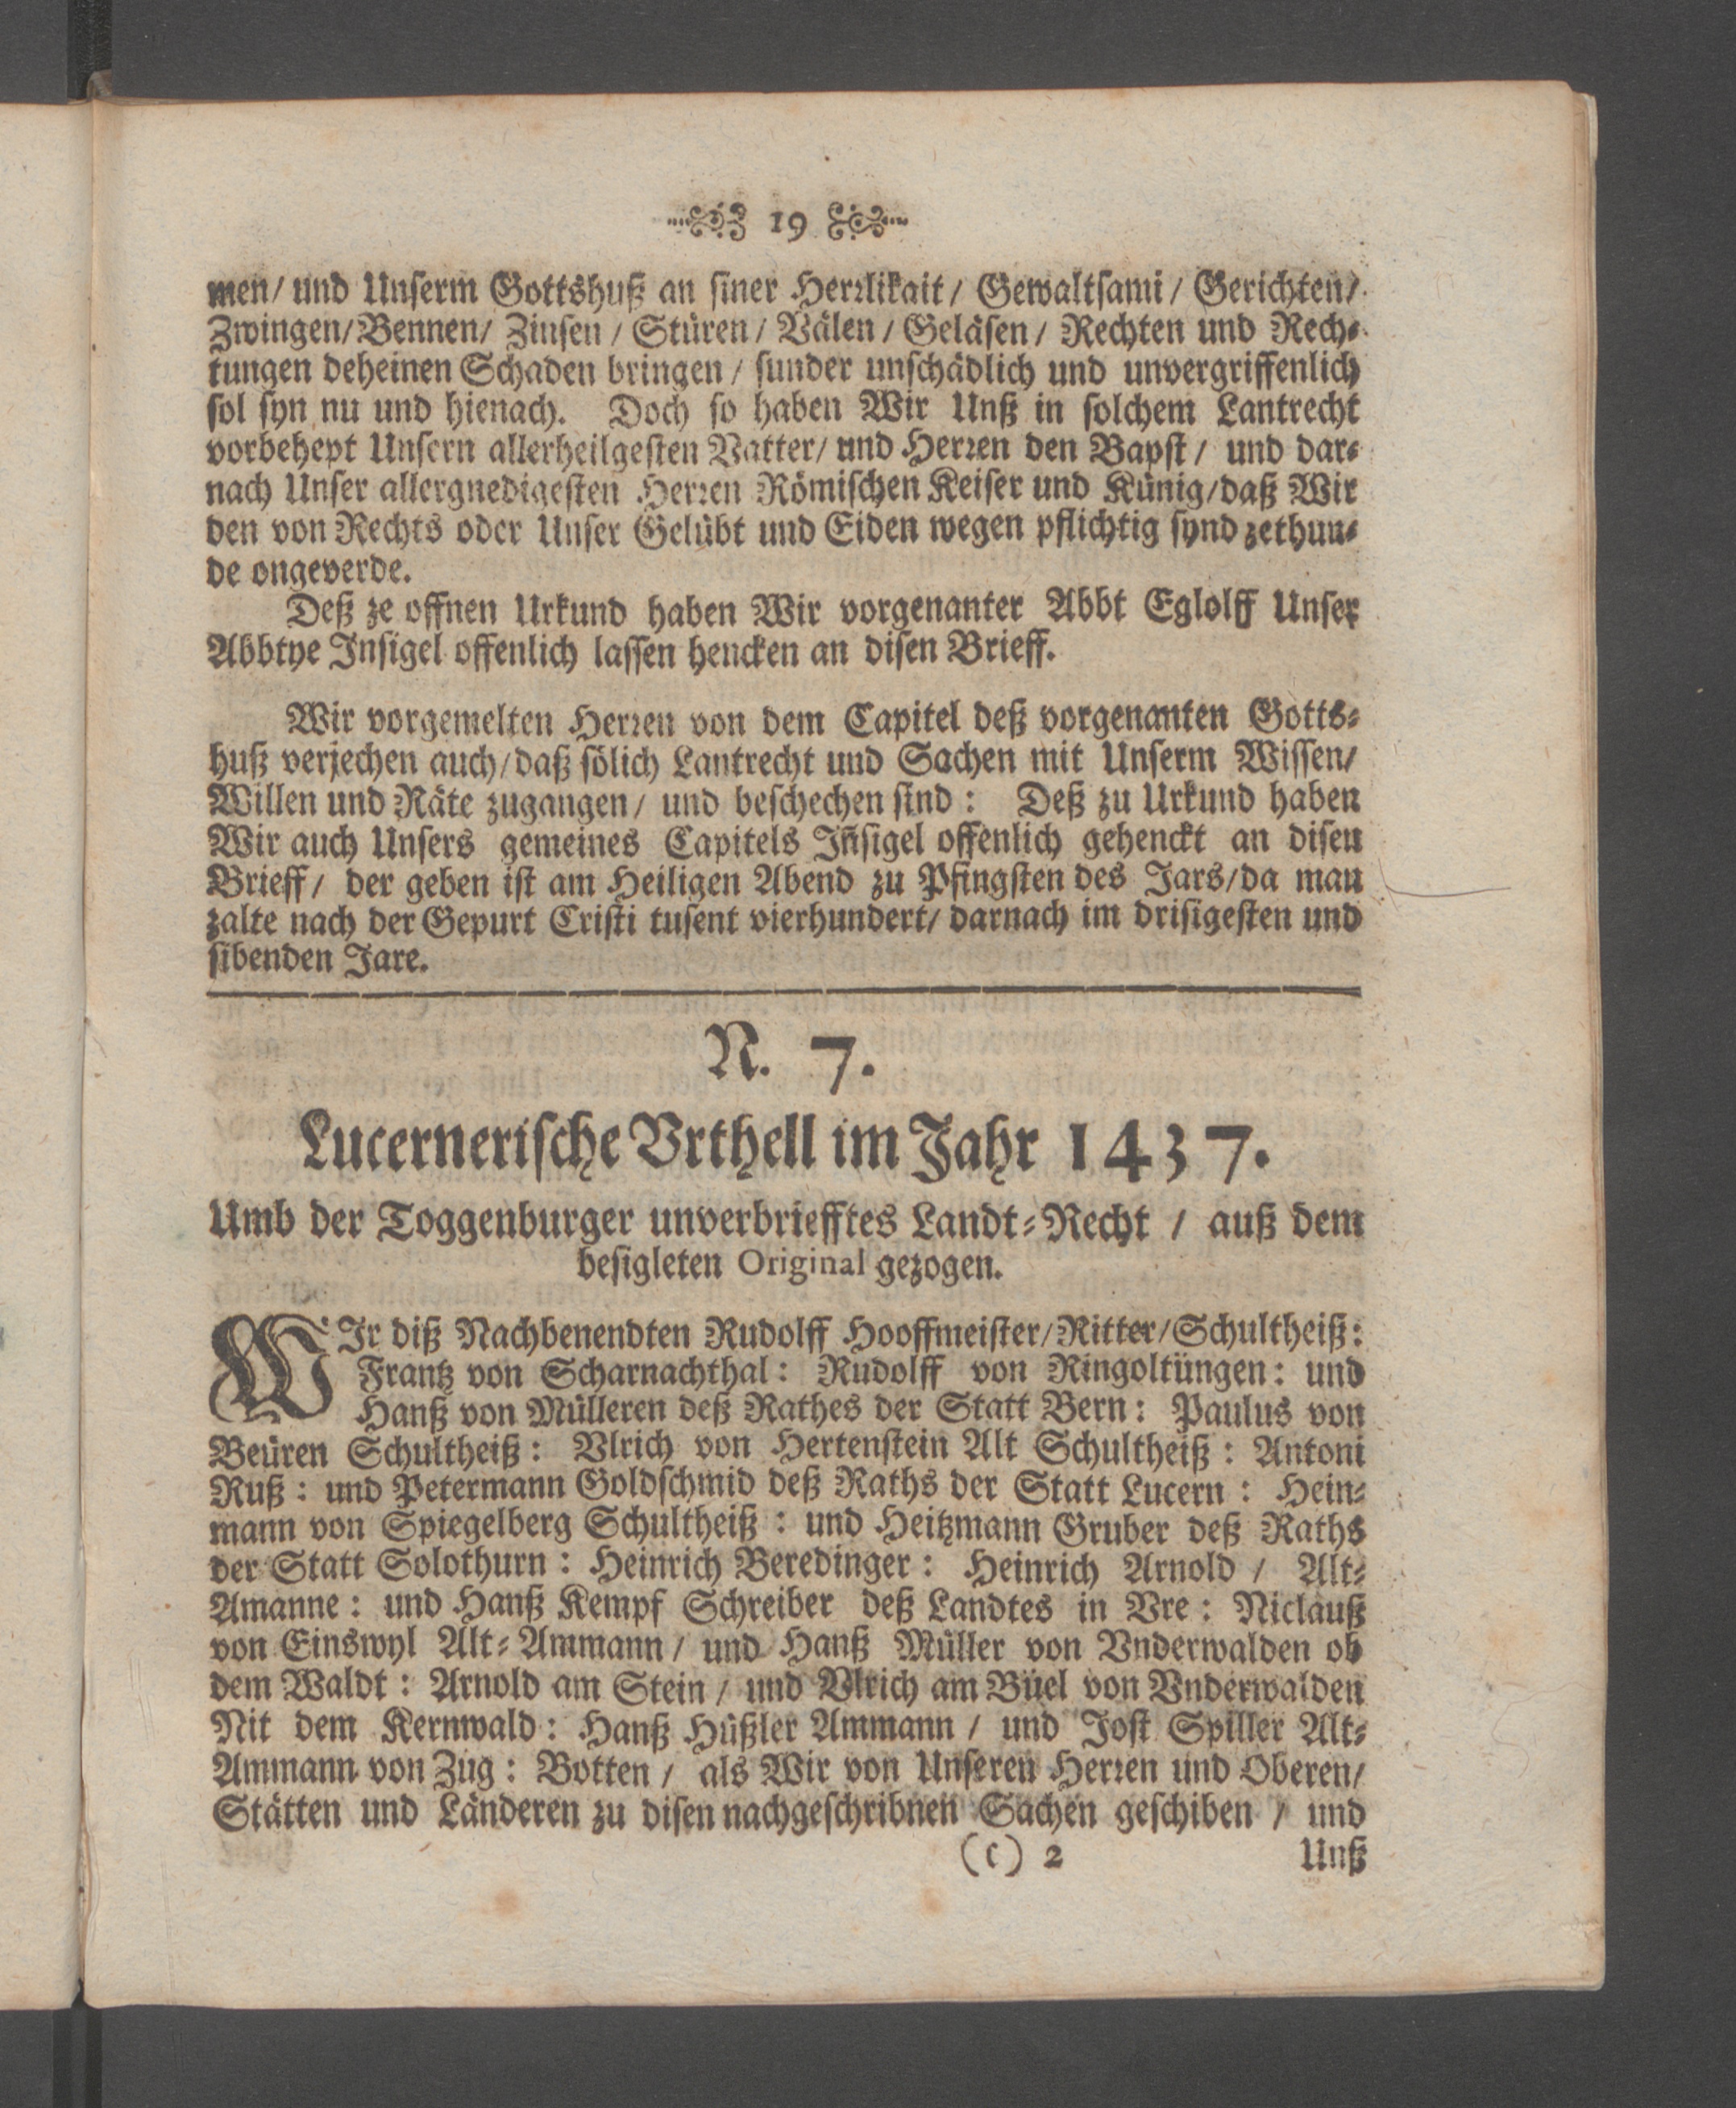 19
men/ und Unserm Gottshuß an siner Herrlikait/ Gewaltsami/ Gerichten/
Zwingen/Bennen/ Zinsen/ Stüren/ Välen/ Geläsen/ Rechten und Rech-
tungen deheinen Schaden bringen/ sunder unschädlich und unvergriffenlich
sol syn nu und hienach. Doch so haben Wir Unß in solchem Lantrecht
vorbehept Unsern allerheilgesten Vatter/ und Herren den Bapst/ und dar-
nach Unser allergnedigesten Herren Römischen Keiser und Künig/daß Wir
den von Rechts oder Unser Gelübt und Eiden wegen pflichtig synd zethun-
de ongeverde.
Deß ze offnen Urkund haben Wir vorgenanter Abbt Eglolff Unser
Abbtye Insigel offenlich lassen hencken an disen Brieff.
Wir vorgemelten Herren von dem Capitel deß vorgenanten Gotts-
huß verjechen auch/daß sölich Lantrecht und Sachen mit Unserm Wissen/
Willen und Räte zugangen/ und beschechen sind: Deß zu Urkund haben
Wir auch Unsers gemeines Capitels Insigel offenlich gehenckt an disen
Brieff/ der geben ist am Heiligen Abend zu Pfingsten des Jars/da man
zalte nach der Gepurt Cristi tusent vierhundert/ darnach im drisigesten und
sibenden Jare.
N. 7.
Lucernerische Vrthell im Jahr 1437.
Umb der Toggenburger unverbriefftes Landt-Recht / auß dem
besigleten Original gezogen.
WIr diß Nachbenendten Rudolff Hooffmeister/Ritter/Schultheiß:
Frantz von Scharnachthal: Rudolff von Ringoltüngen: und
Hanß von Mülleren deß Rathes der Statt Bern: Paulus von
Beüren Schultheiß: Vlrich von Hertenstein Alt Schultheiß: Antoni
Ruß: und Petermann Goldschmid deß Raths der Statt Lucern: Hein-
mann von Spiegelberg Schultheiß: und Heitzmann Gruber deß Raths
der Statt Solothurn: Heinrich Beredinger: Heinrich Arnold / Alt-
Amanne: und Hanß Kempf Schreiber deß Landtes in Vre: Niclauß
von Einswyl Alt-Ammann/ und Hanß Müller von Vnderwalden ob
dem Waldt: Arnold am Stein/ und Vlrich am Büel von Vnderwalden
Nit dem Kernwald: Hanß Hüßler Ammann / und Jost Spiller Alt-
Ammann von Zug: Botten/ als Wir von Unseren Herren und Oberen/
Stätten und Länderen zu disen nachgeschribnen Sachen geschiben / und
(c) 2 Unß